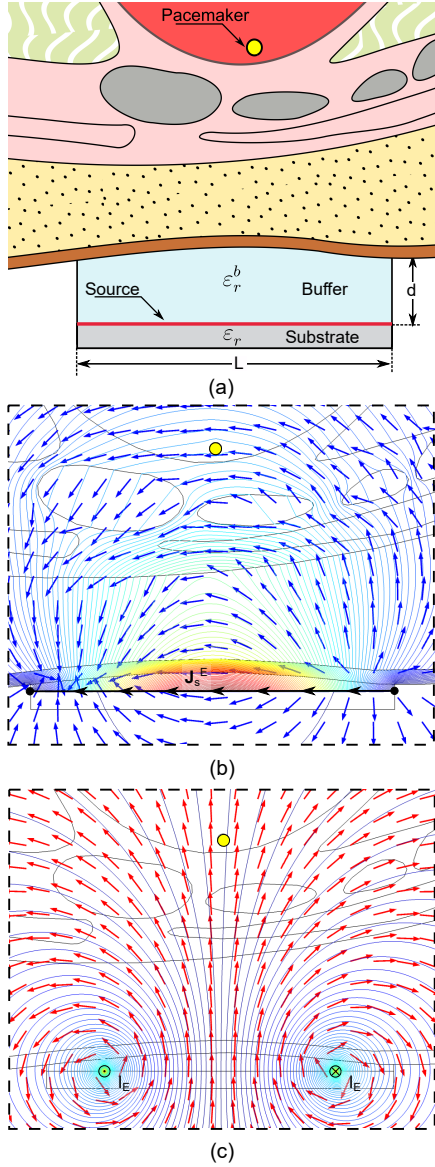 Pacemaker
ε_r^b
Source
Buffer
d
ε_r
Substrate
L
(a)
J_s^E
(b)
I_E
I_E
(c)